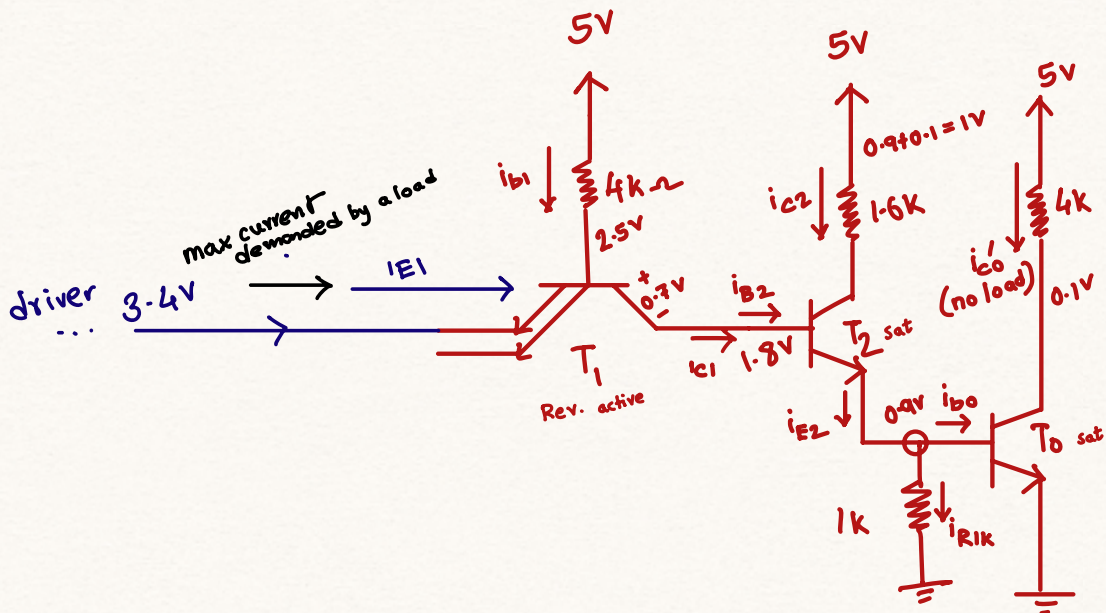 5V
5V
5V
0.9+0.1 = 1V
ib1
4kΩ
ic2
1.6K
4k
max current
demanded by a load
2.5V
ic0'
(no load)
0.1V
driver 3.4V
IE1
+
0.7V
-
iB2
T1
Rev. active
ic1
1.8V
T2 sat
iE2
0.9V
ib0
T0 sat
1k
iR1k